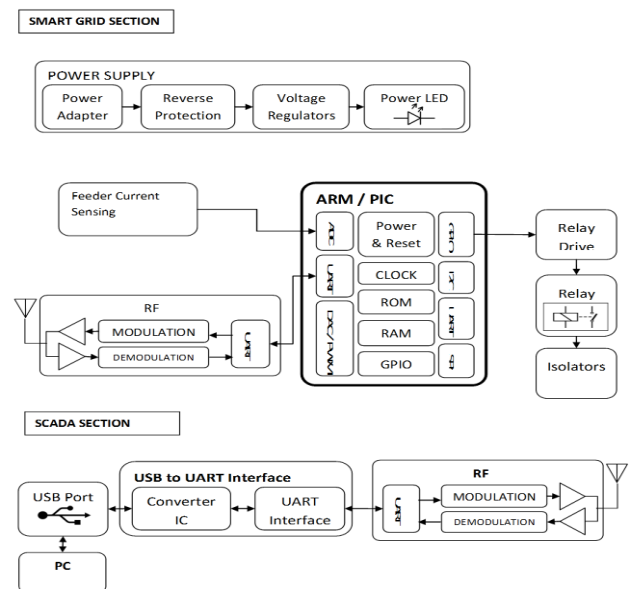 SMART GRID SECTION
POWER SUPPLY
Power
Adapter
Reverse
Protection
Voltage
Regulators
Power LED
Feeder Current
Sensing
ARM / PIC
ADC
UART
Power
& Reset
CLOCK
ROM
RAM
GPIO
UART
Relay
Drive
Relay
Isolators
RF
MODULATION
DEMODULATION
UART
SCADA SECTION
USB Port
PC
USB to UART Interface
Converter
IC
UART
Interface
RF
UART
MODULATION
DEMODULATION